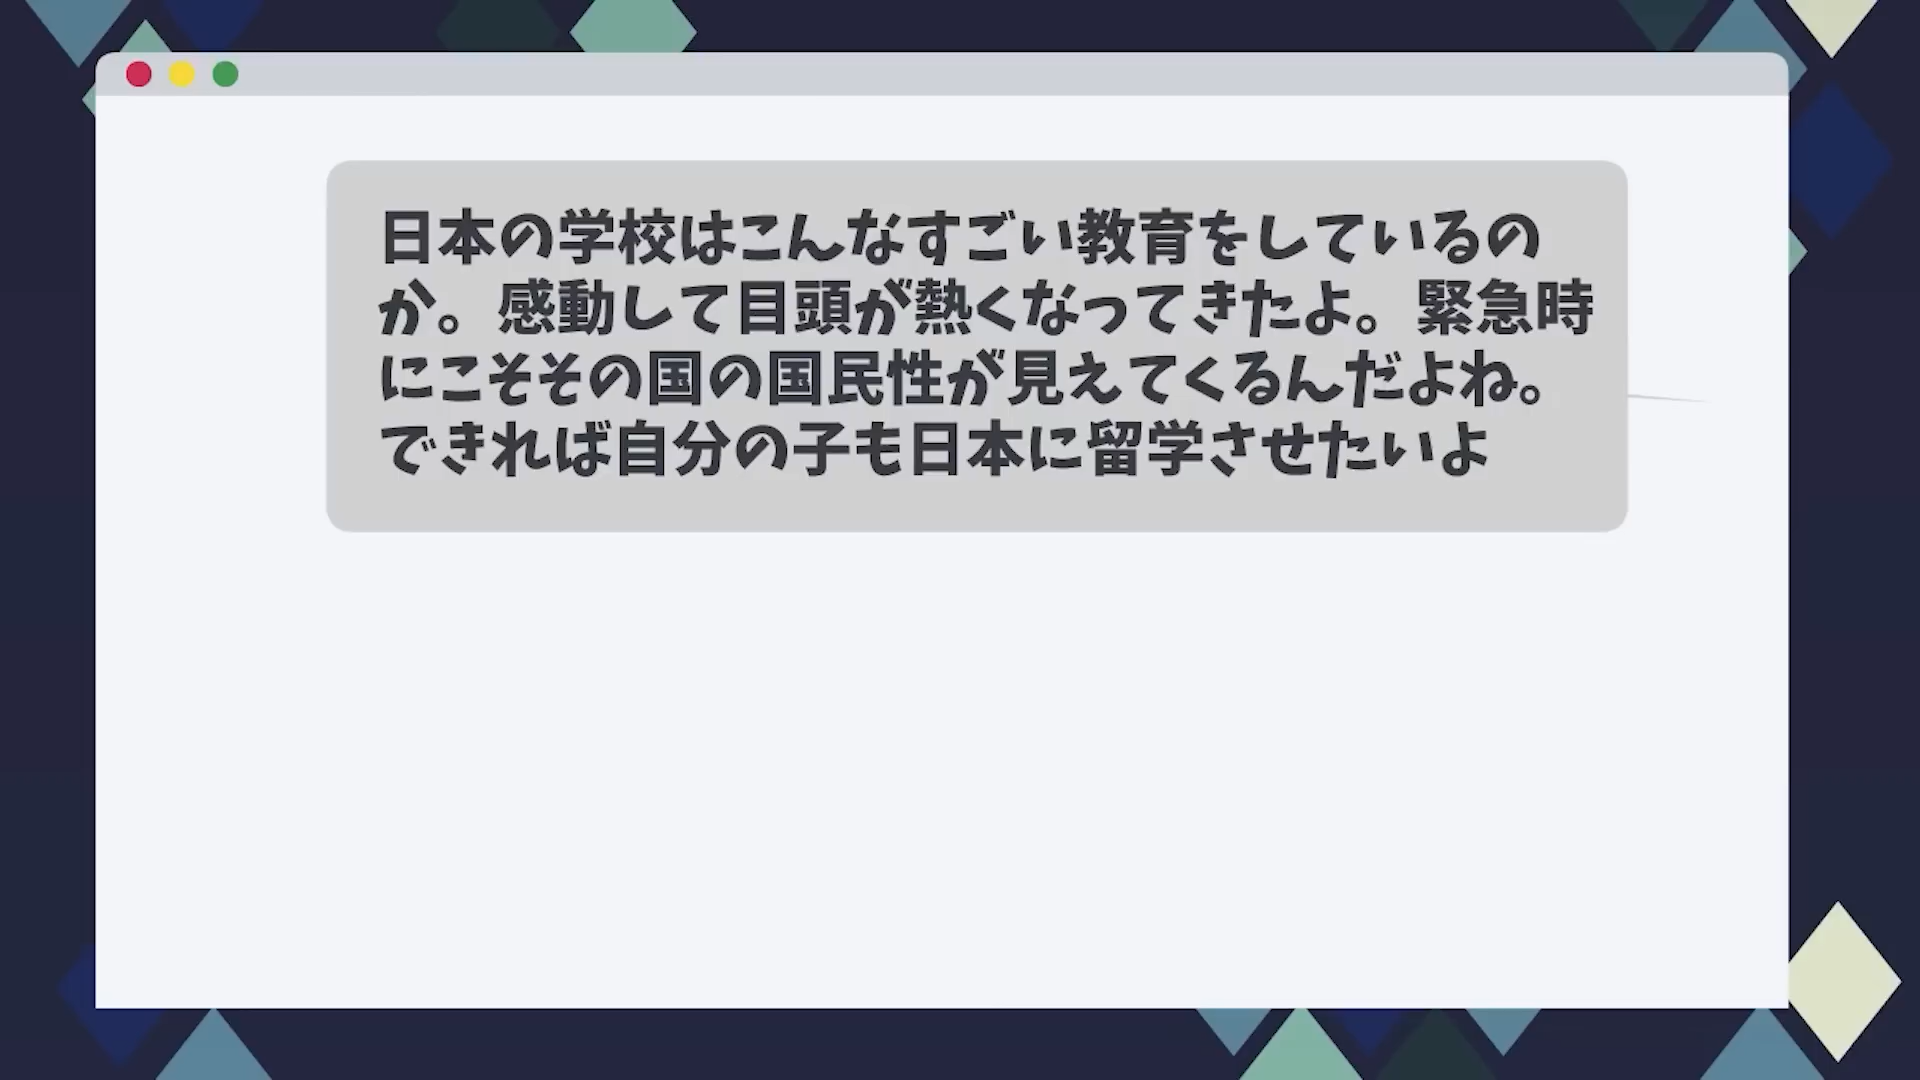 日本の学校はこんなすごい教育をしているの
か。感動して目頭が熱くなってきたよ。緊急時
にこそその国の国民性が見えてくるんだよね。
できれば自分の子も日本に留学させたいよ